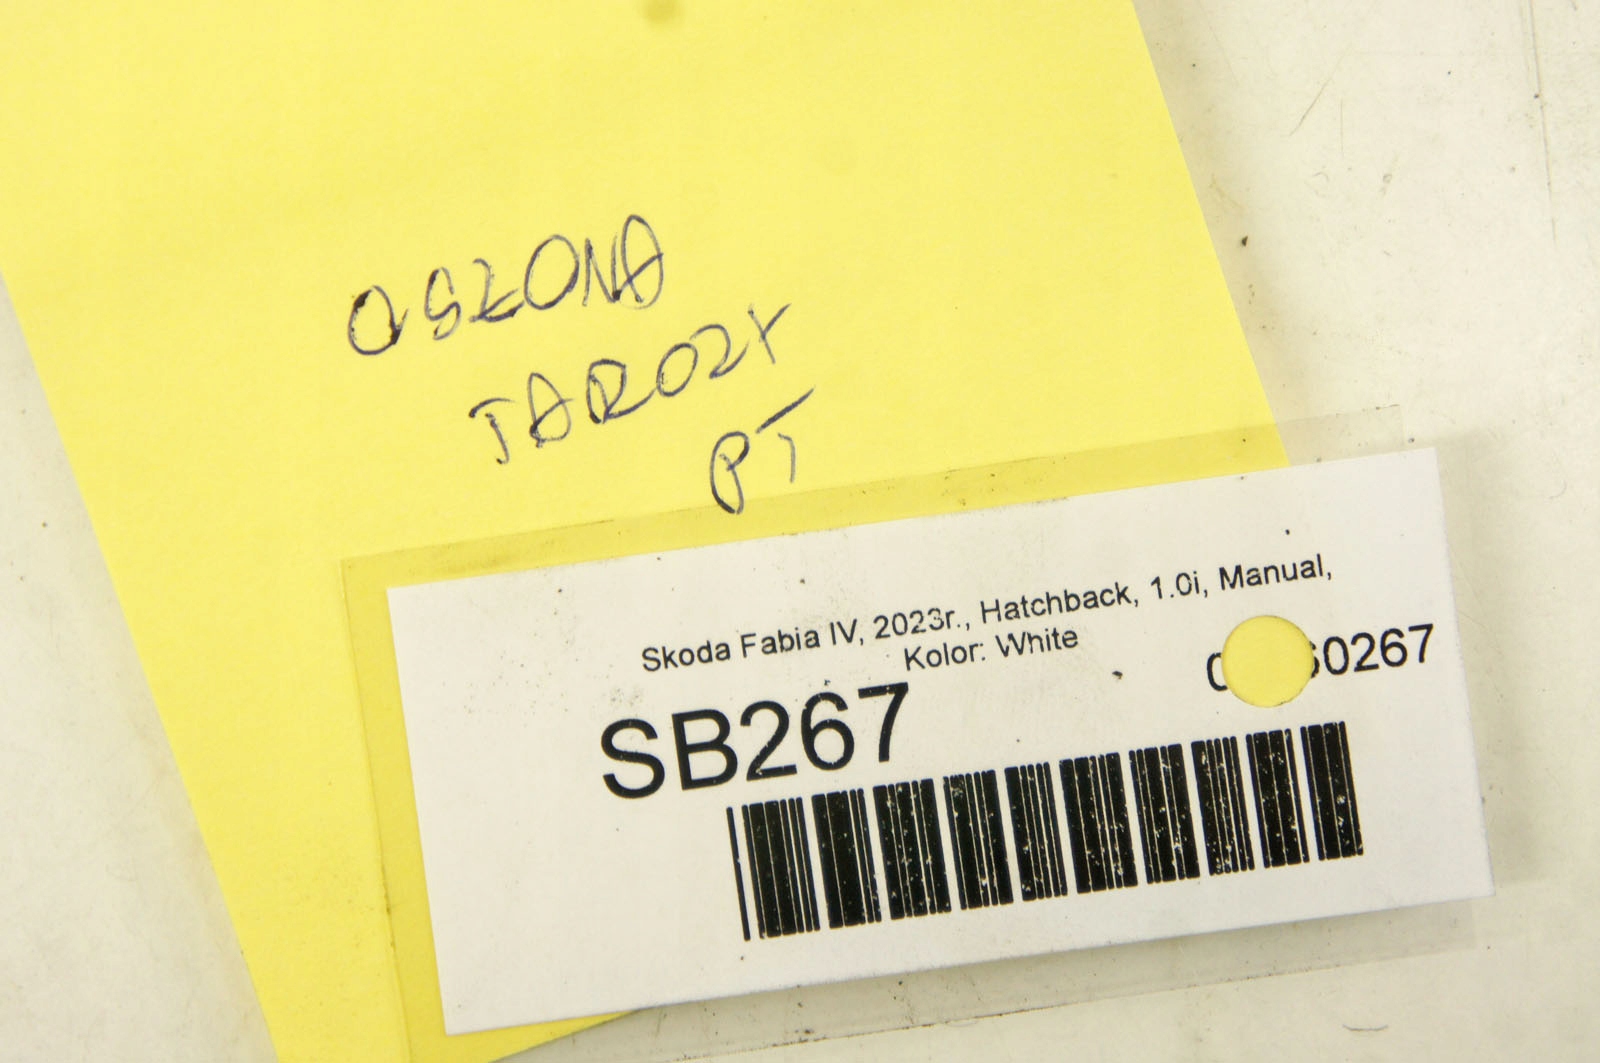 OSŁONA
TARCZY
PT
Skoda Fabia IV, 2023r., Hatchback, 1.0i, Manual,
Kolor: White
SB267